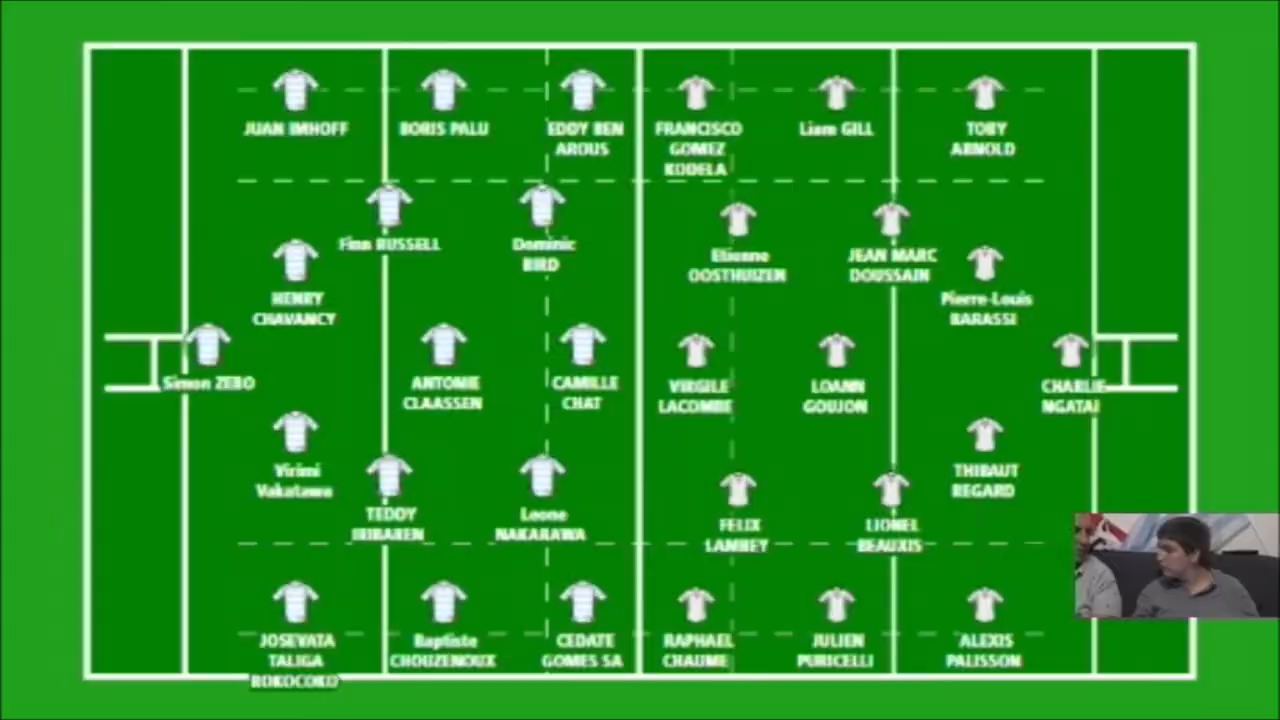 JUAN IMHOFF
BORIS PALU
EDDY BEN
AROUS
FRANCISCO
GOMEZ
KODELA
Liam GILL
TOBY
ARNOLD
Finn RUSSELL
Dominic
BIRD
Etienne
OOSTHUIZEN
JEAN MARC
DOUSSAIN
HENRY
CHAVANCY
Pierre-Louis
BARASSI
Simon ZEBO
ANTONIE
CLAASSEN
CAMILLE
CHAT
VIRGILE
LACOMBE
LOANN
GOUJON
CHARLIE
NGATAI
Virimi
Vakatawa
THIBAUT
REGARD
TEDDY
IRIBAREN
Leone
NAKARAWA
FELIX
LAMBEY
LIONEL
BEAUXIS
JOSEVATA
TALIGA
ROKOCOKO
Baptiste
CHOUZENOUX
CEDATE
GOMES SA
RAPHAEL
CHAUME
JULIEN
PURICELLI
ALEXIS
PALISSON